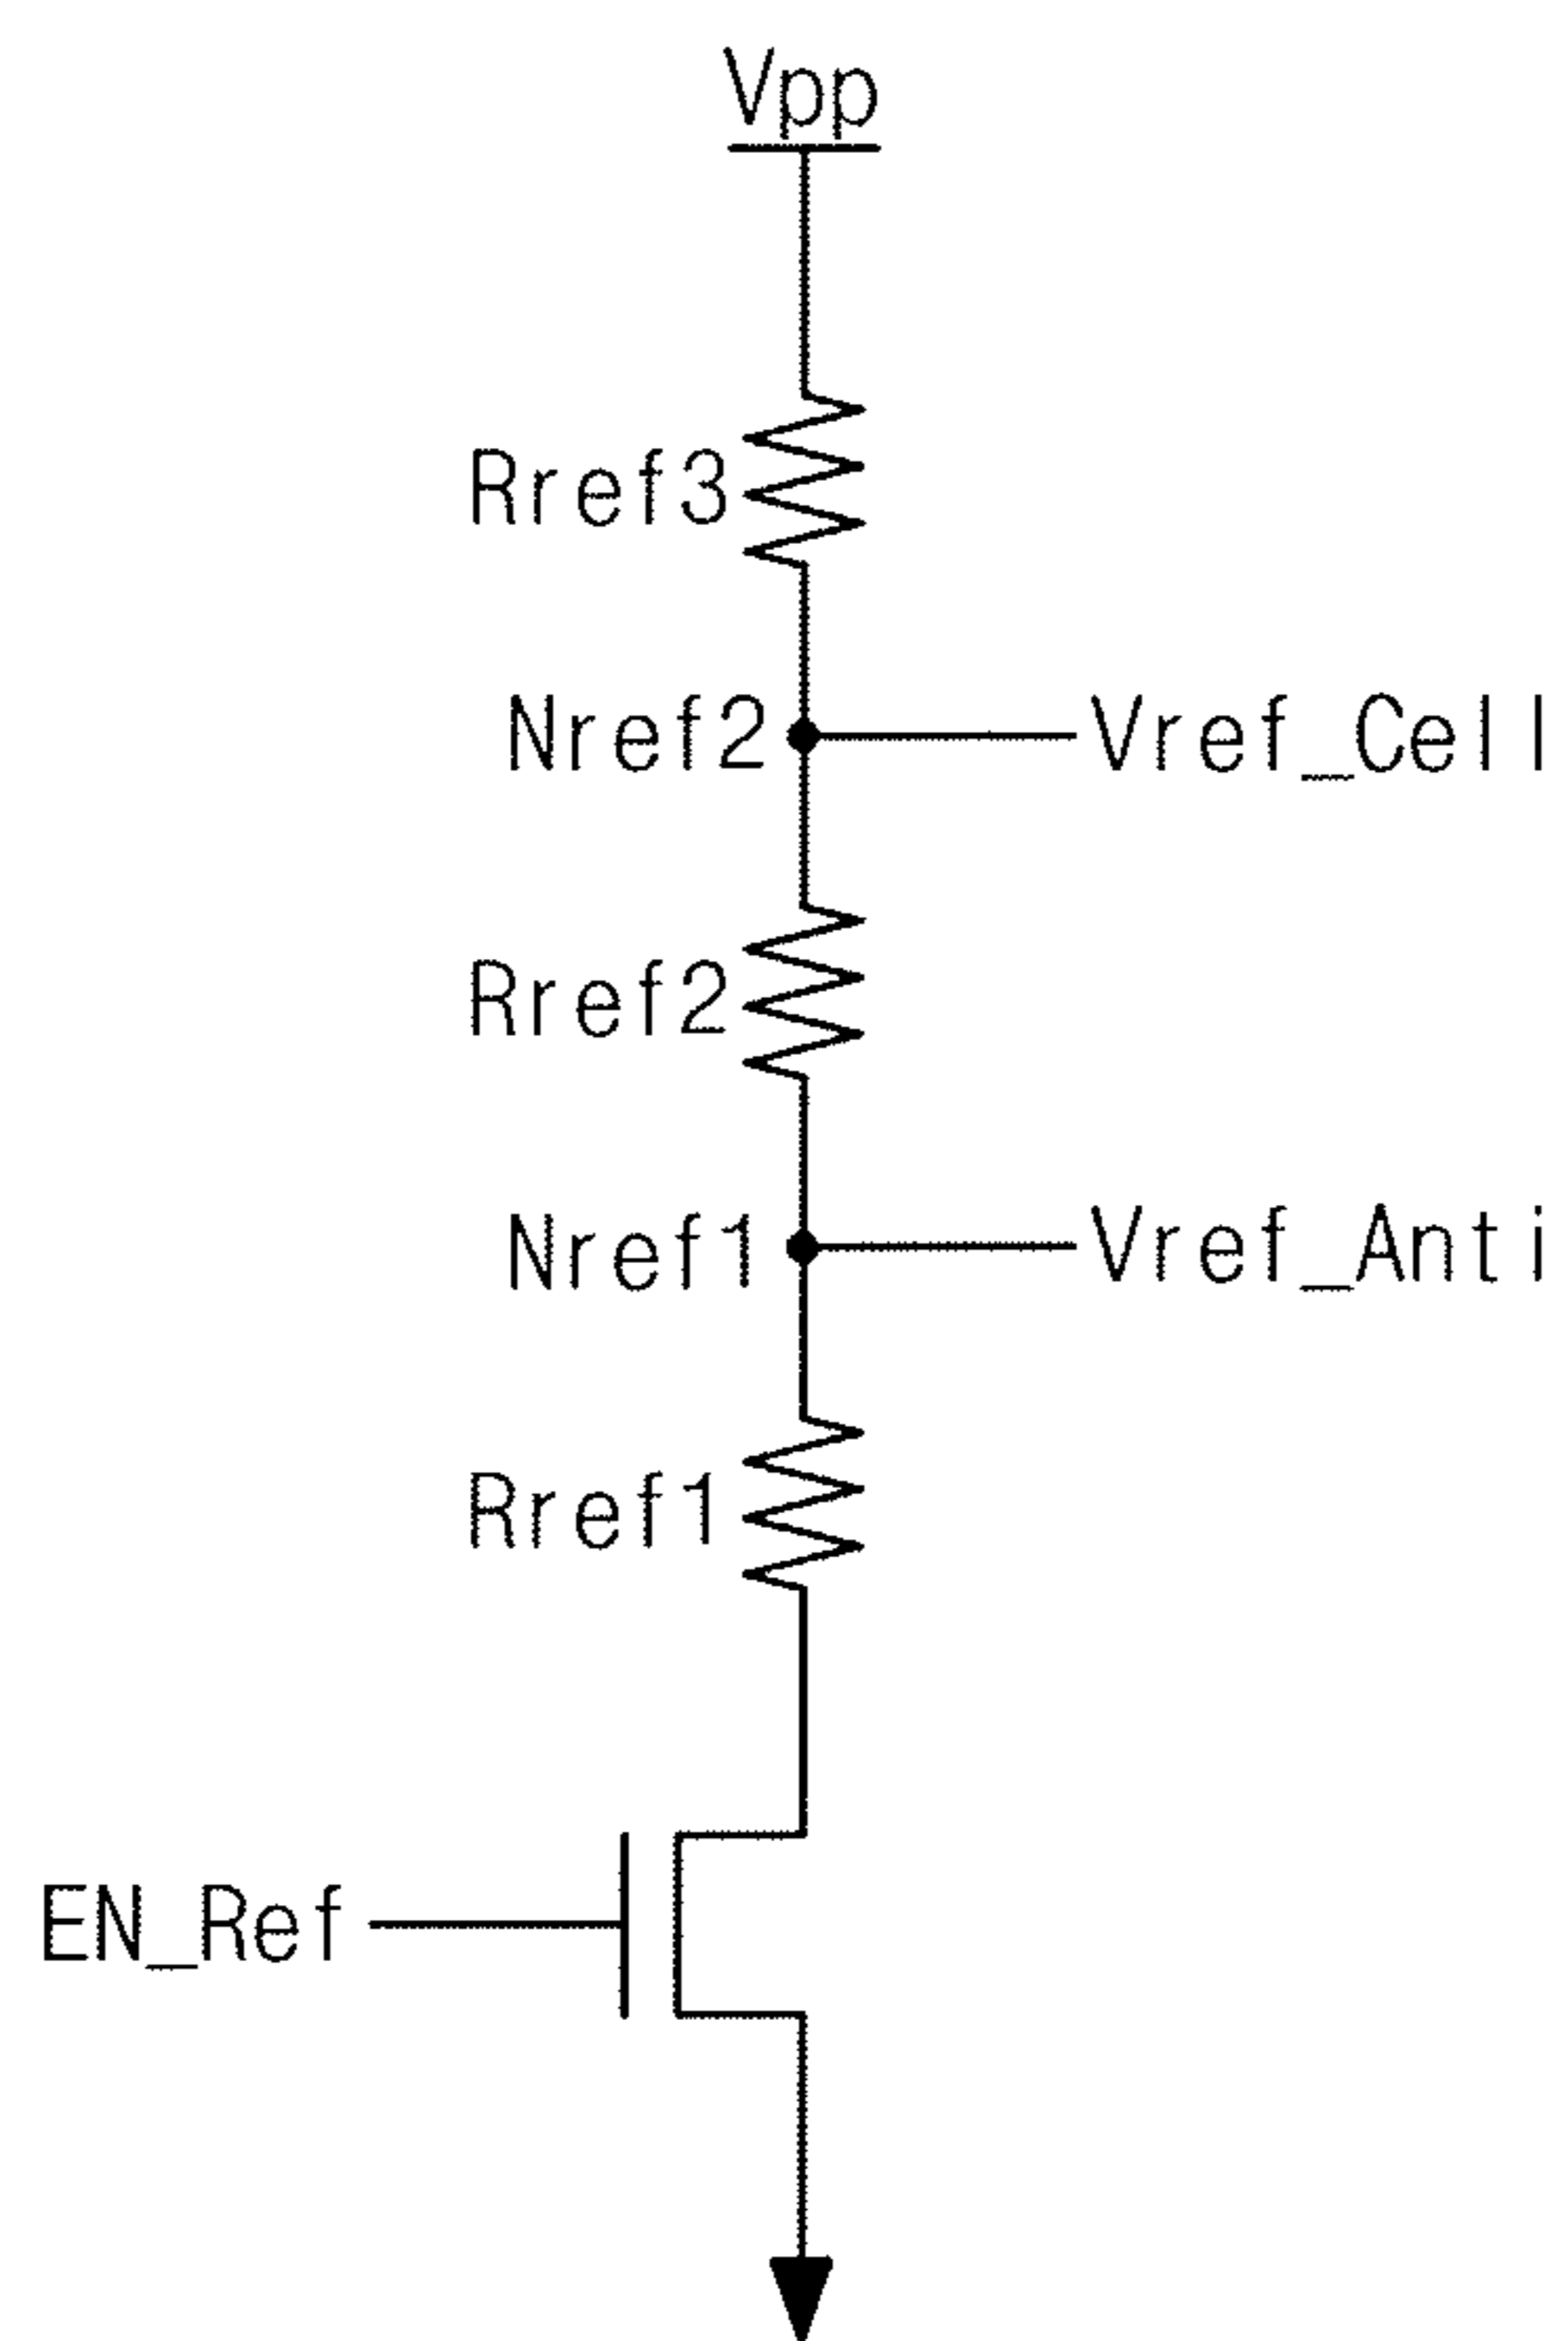 Vpp
Rref3
Nref2 Vref_Cell
Rref2
Nref1 Vref_Anti
Rref1
EN_Ref